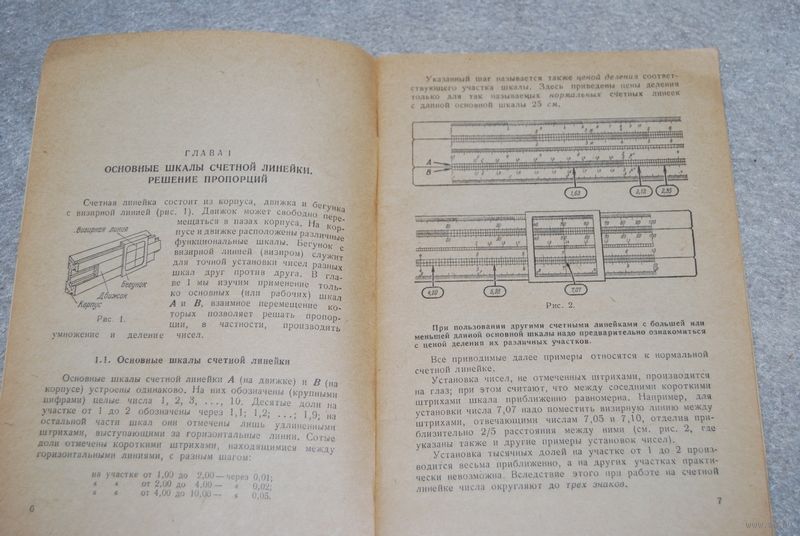 ГЛАВА I
ОСНОВНЫЕ ШКАЛЫ СЧЕТНОЙ ЛИНЕЙКИ.
РЕШЕНИЕ ПРОПОРЦИЙ
Счетная линейка состоит из корпуса, движка и бегунка
с визирной линией (рис. 1). Движок может свободно пере-
мещаться в пазах корпуса. На кор-
пусе и движке расположены различные
функциональные шкалы. Бегунок с
визирной линией (визиром) служит
для точной установки чисел разных
шкал друг против друга. В гла-
ве 1 мы изучим применение толь-
ко основных (или рабочих) шкал
А и В, взаимное перемещение ко-
торых позволяет решать пропор-
ции, в частности, производить
умножение и деление чисел.
Визирная линия
Бегунок
Движок
Корпус
Рис. 1.
1.1. Основные шкалы счетной линейки
Основные шкалы счетной линейки А (на движке) и В (на
корпусе) устроены одинаково. На них обозначены (крупными
цифрами) целые числа 1, 2, 3, ..., 10. Десятые доли на
участке от 1 до 2 обозначены через 1,1; 1,2; ...; 1,9; на
остальной части шкал они отмечены лишь удлиненными
штрихами, выступающими за горизонтальные линии. Сотые
доли отмечены короткими штрихами, находящимися между
горизонтальными линиями, с разным шагом:
на участке от 1,00 до 2,00 — через 0,01;
« « от 2,00 до 4,00 — « 0,02;
« « от 4,00 до 10,00 — « 0,05.
6
Указанный шаг называется также ценой деления соответ-
ствующего участка шкалы. Здесь приведены цены деления
только для так называемых нормальных счетных линеек
с длиной основной шкалы 25 см.
А
В
1,63
2,53
2,95
4,60
5,35
7,07
Рис. 2.
При пользовании другими счетными линейками с большей или
меньшей длиной основной шкалы надо предварительно ознакомиться
с ценой деления их различных участков.
Все приводимые далее примеры относятся к нормальной
счетной линейке.
Установка чисел, не отмеченных штрихами, производится
на глаз; при этом считают, что между соседними короткими
штрихами шкала приближенно равномерна. Например, для
установки числа 7,07 надо поместить визирную линию между
штрихами, отвечающими числам 7,05 и 7,10, отделив при-
близительно 2/5 расстояния между ними (см. рис. 2, где
указаны также и другие примеры установок чисел).
Установка тысячных долей на участке от 1 до 2 произ-
водится весьма приближенно, а на других участках практи-
чески невозможна. Вследствие этого при работе на счетной
линейке числа округляют до трех знаков.
7